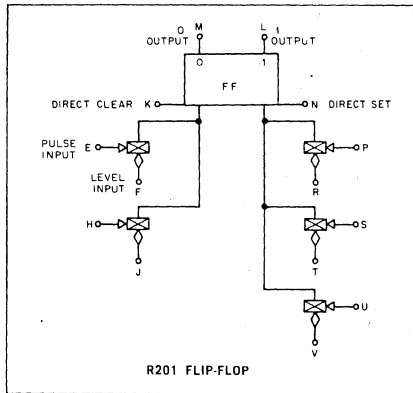 0 M L 1
OUTPUT OUTPUT
0 1
FF
DIRECT CLEAR K N DIRECT SET
PULSE
INPUT E P
LEVEL
INPUT F R
H S
J T
U
V
R201 FLIP-FLOP